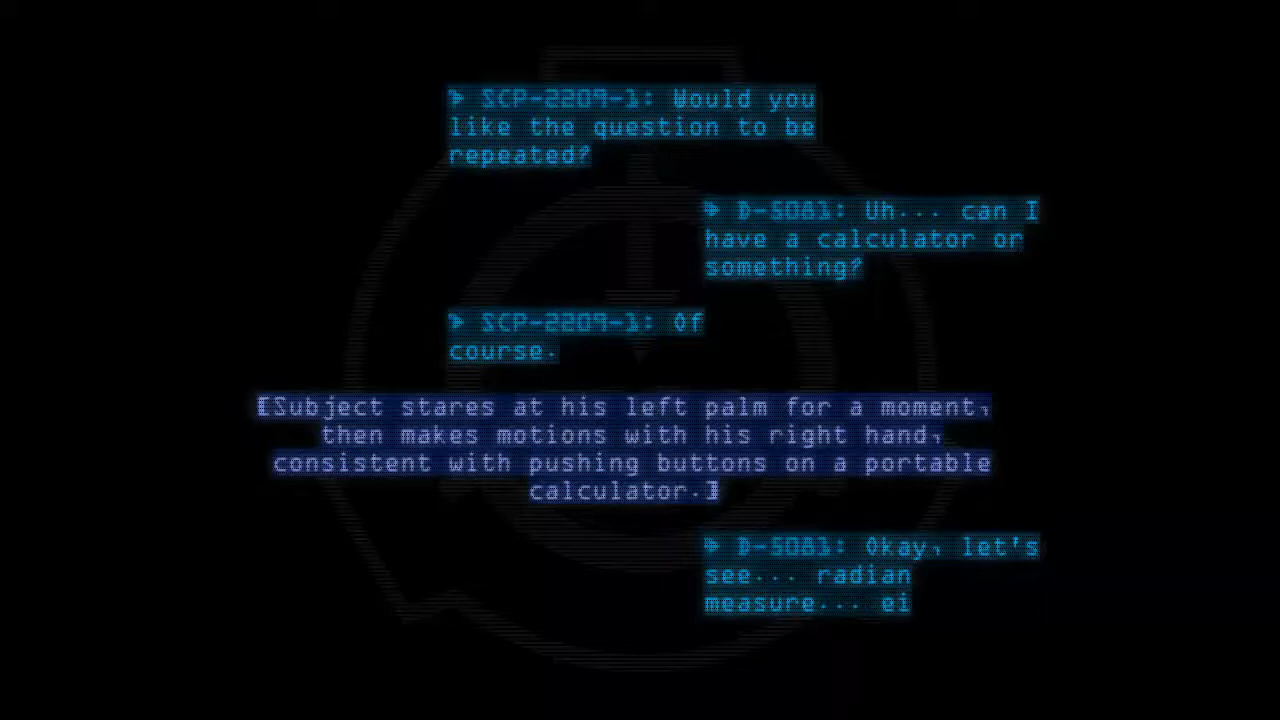 > SCP-2209-1: Would you
like the question to be
repeated?
> D-5081: Uh... can I
have a calculator or
something?
> SCP-2209-1: Of
course.
[Subject stares at his left palm for a moment,
then makes motions with his right hand,
consistent with pushing buttons on a portable
calculator.]
> D-5081: Okay, let's
see... radian
measure... ei